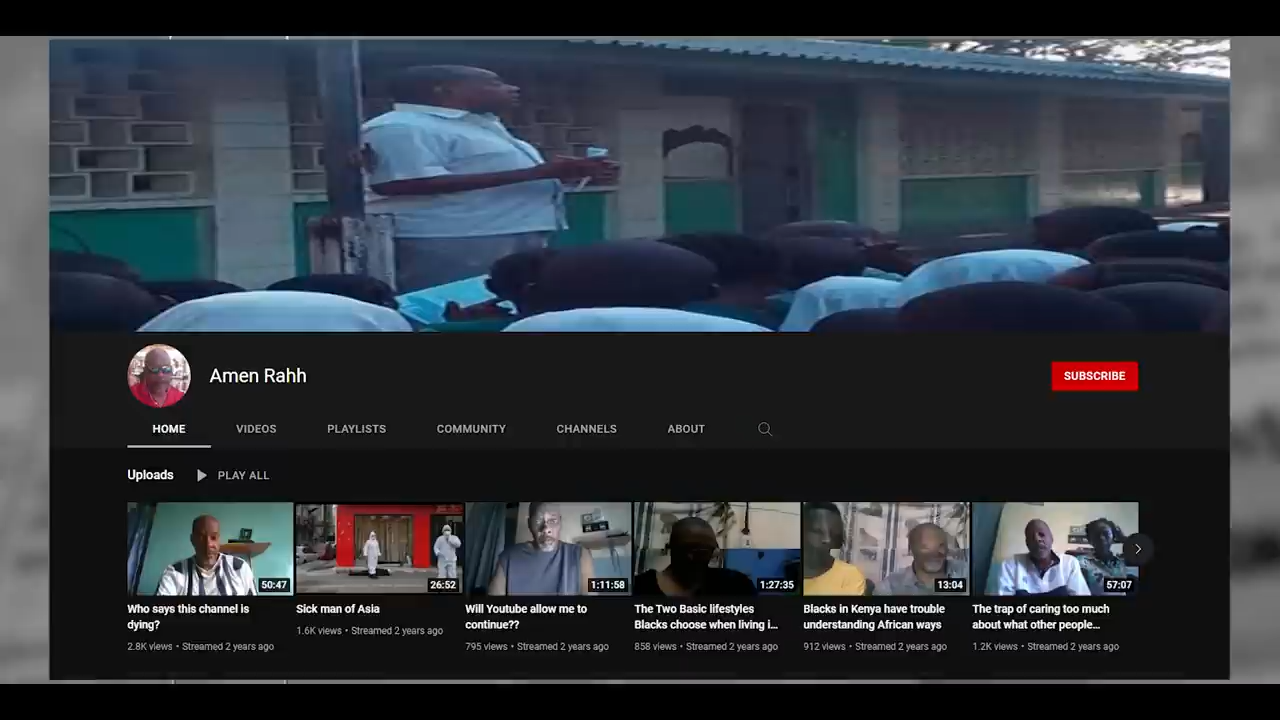 Amen Rahh
SUBSCRIBE
HOME VIDEOS PLAYLISTS COMMUNITY CHANNELS ABOUT
Uploads PLAY ALL
50:47 26:52 1:11:58 1:27:35 13:04 57:07
Who says this channel is
dying?
2.8K views • Streamed 2 years ago
Sick man of Asia
1.6K views • Streamed 2 years ago
Will Youtube allow me to
continue??
795 views • Streamed 2 years ago
The Two Basic lifestyles
Blacks choose when living i...
858 views • Streamed 2 years ago
Blacks in Kenya have trouble
understanding African ways
912 views • Streamed 2 years ago
The trap of caring too much
about what other people...
1.2K views • Streamed 2 years ago